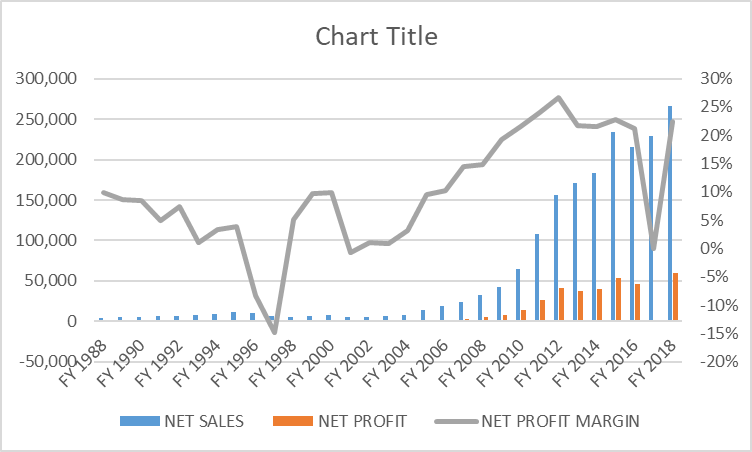 Chart Title
300,000
250,000
200,000
150,000
100,000
50,000
0
-50,000
30%
25%
20%
15%
10%
5%
0%
-5%
-10%
-15%
-20%
FY 1988
FY 1990
FY 1992
FY 1994
FY 1996
FY 1998
FY 2000
FY 2002
FY 2004
FY 2006
FY 2008
FY 2010
FY 2012
FY 2014
FY 2016
FY 2018
NET SALES NET PROFIT NET PROFIT MARGIN